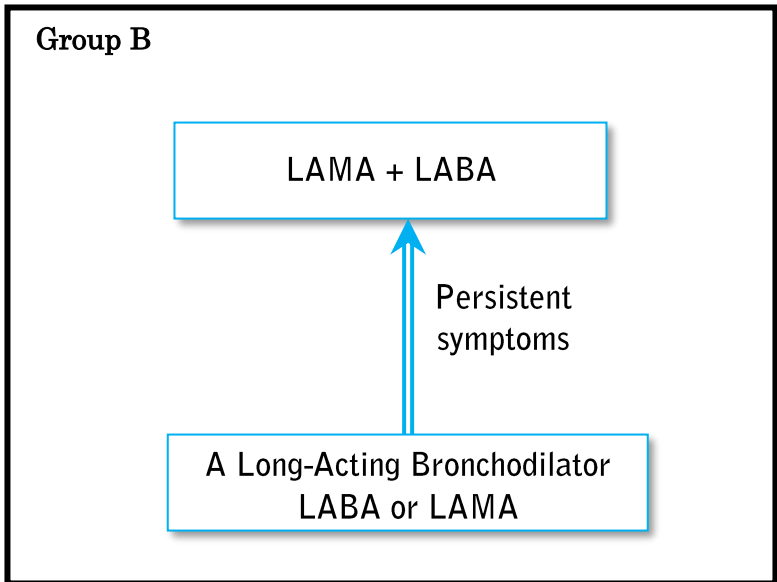 Group B
LAMA + LABA
Persistent
symptoms
A Long-Acting Bronchodilator
LABA or LAMA